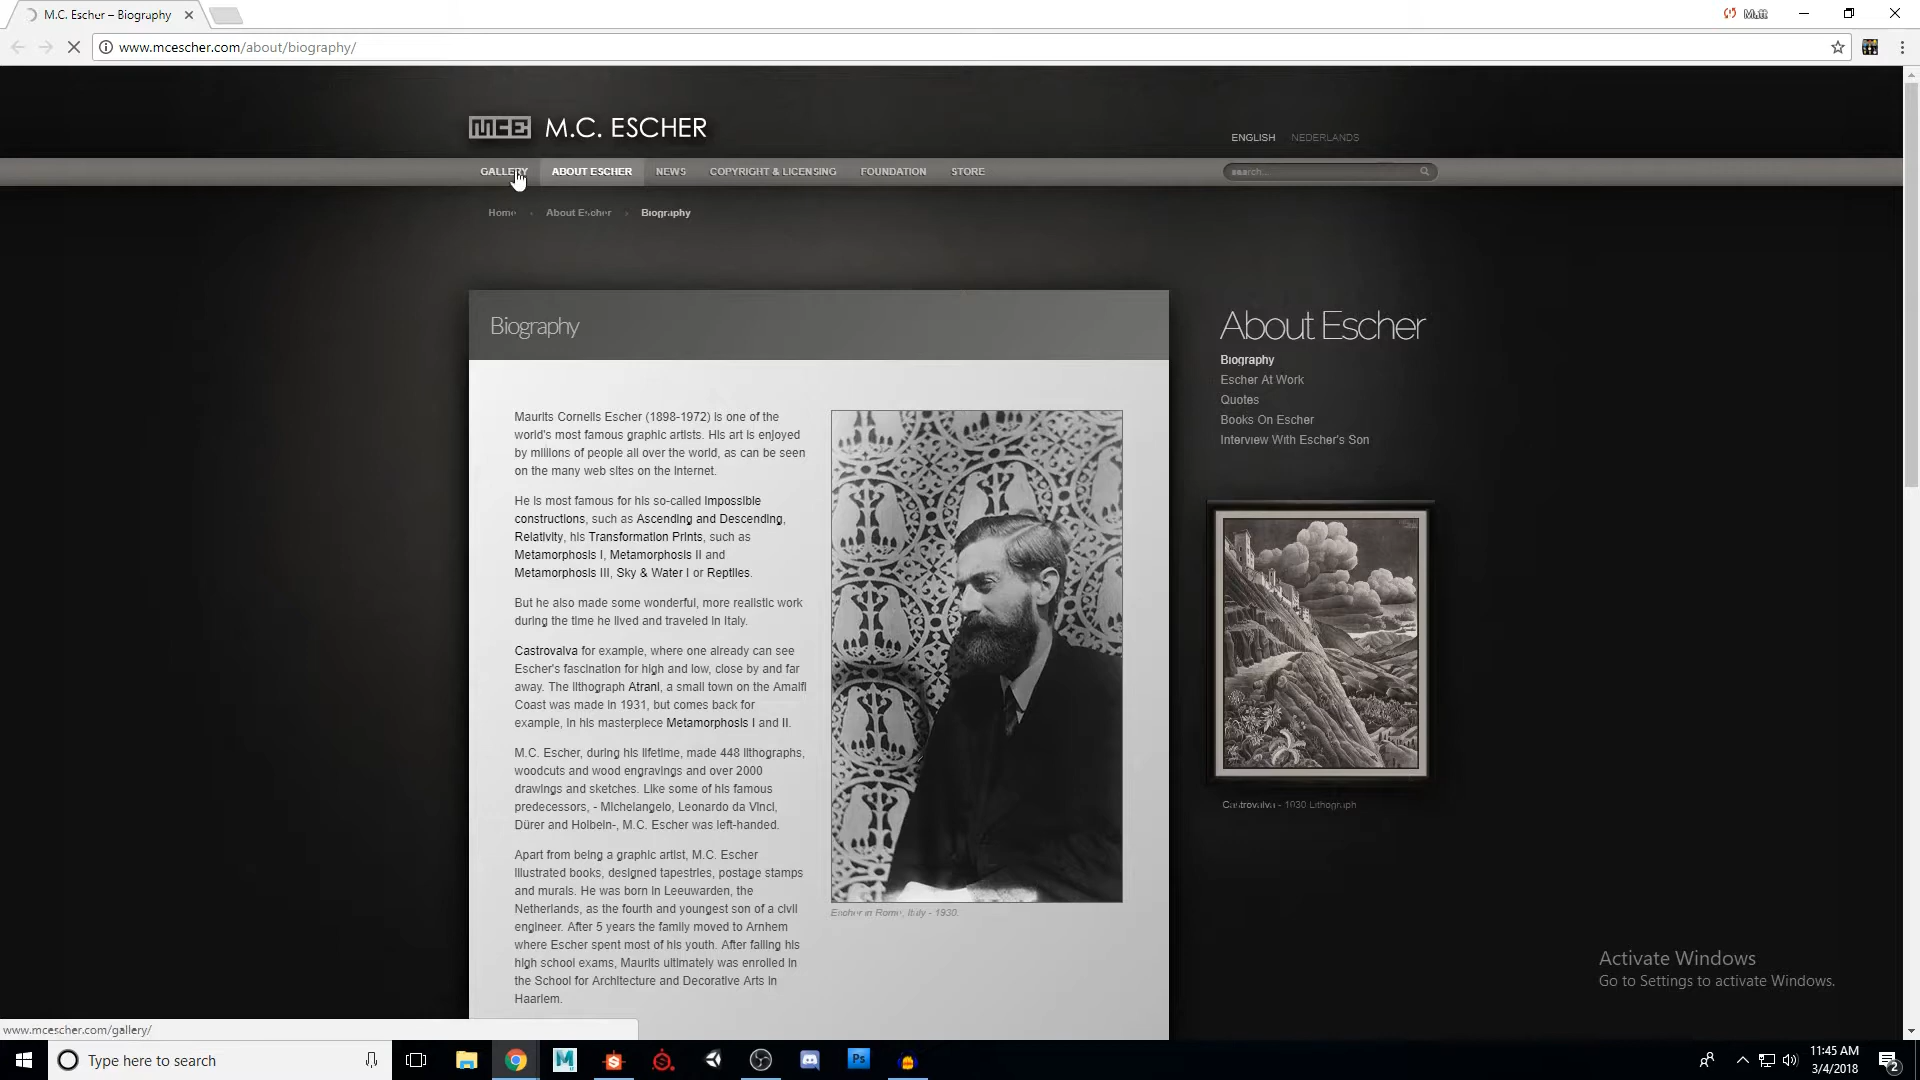 M.C. Escher – Biography
Matt
www.mcescher.com/about/biography/
MCE M.C. ESCHER
ENGLISH NEDERLANDS
GALLERY ABOUT ESCHER NEWS COPYRIGHT & LICENSING FOUNDATION STORE
search...
Home › About Escher › Biography
Biography
Maurits Cornelis Escher (1898-1972) is one of the
world's most famous graphic artists. His art is enjoyed
by millions of people all over the world, as can be seen
on the many web sites on the internet.
He is most famous for his so-called impossible
constructions, such as Ascending and Descending,
Relativity, his Transformation Prints, such as
Metamorphosis I, Metamorphosis II and
Metamorphosis III, Sky & Water I or Reptiles.
But he also made some wonderful, more realistic work
during the time he lived and traveled in Italy.
Castrovalva for example, where one already can see
Escher's fascination for high and low, close by and far
away. The lithograph Atrani, a small town on the Amalfi
Coast was made in 1931, but comes back for
example, in his masterpiece Metamorphosis I and II.
M.C. Escher, during his lifetime, made 448 lithographs,
woodcuts and wood engravings and over 2000
drawings and sketches. Like some of his famous
predecessors, - Michelangelo, Leonardo da Vinci,
Dürer and Holbein-, M.C. Escher was left-handed.
Apart from being a graphic artist, M.C. Escher
illustrated books, designed tapestries, postage stamps
and murals. He was born in Leeuwarden, the
Netherlands, as the fourth and youngest son of a civil
engineer. After 5 years the family moved to Arnhem
where Escher spent most of his youth. After failing his
high school exams, Maurits ultimately was enrolled in
the School for Architecture and Decorative Arts in
Haarlem.
Escher in Rome, Italy - 1930.
About Escher
Biography
Escher At Work
Quotes
Books On Escher
Interview With Escher's Son
Castrovalva - 1930 Lithograph
Activate Windows
Go to Settings to activate Windows.
www.mcescher.com/gallery/
Type here to search
M
Ps
11:45 AM
3/4/2018
2